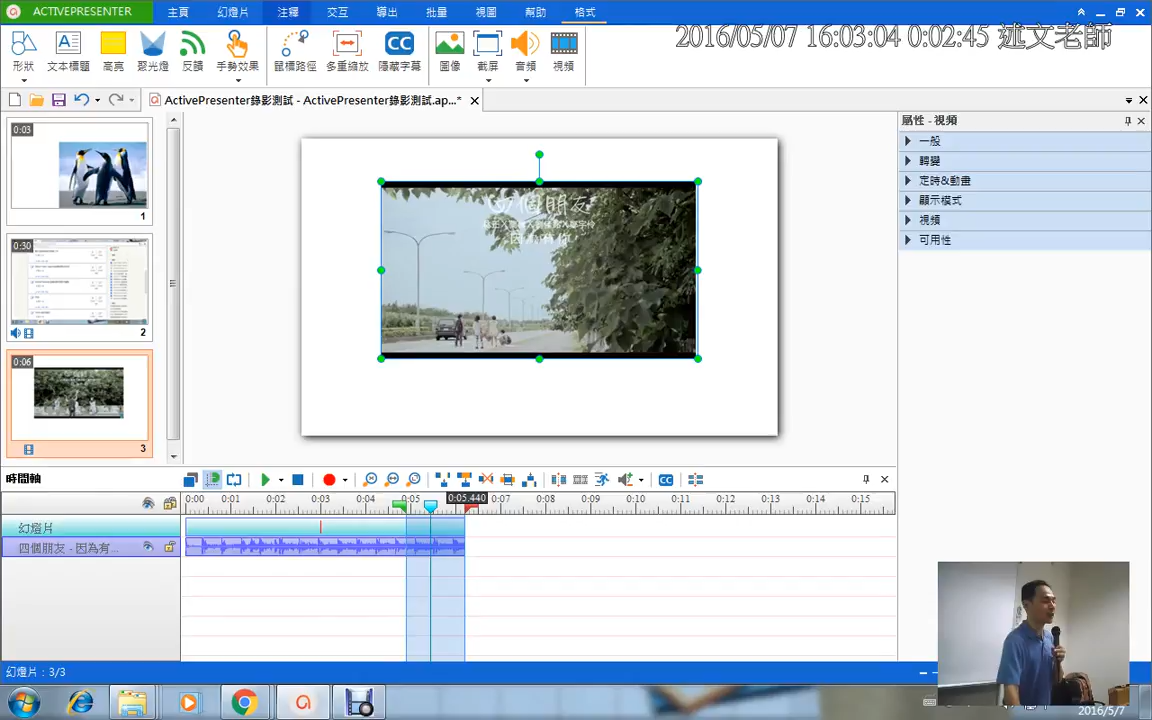 ACTIVEPRESENTER
主頁 幻燈片 注釋 交互 導出 批量 視圖 幫助 格式
2016/05/07 16:03:04 0:02:45 述文老師
形狀 文本標題 高亮 聚光燈 反饋 手勢效果 鼠標路徑 多重縮放 隱藏字幕 圖像 截屏 音頻 視頻
CC
ActivePresenter錄影測試 - ActivePresenter錄影測試.ap...*
屬性 - 視頻
一般
轉變
定時&動畫
顯示模式
視頻
可用性
0:03
1
0:30
2
0:06
3
四個朋友
因為有你
時間軸
CC
0:00 0:01 0:02 0:03 0:04 0:05 0:05.440 0:07 0:08 0:09 0:10 0:11 0:12 0:13 0:14 0:15
幻燈片
四個朋友 - 因為有...
幻燈片：3/3
2016/5/7